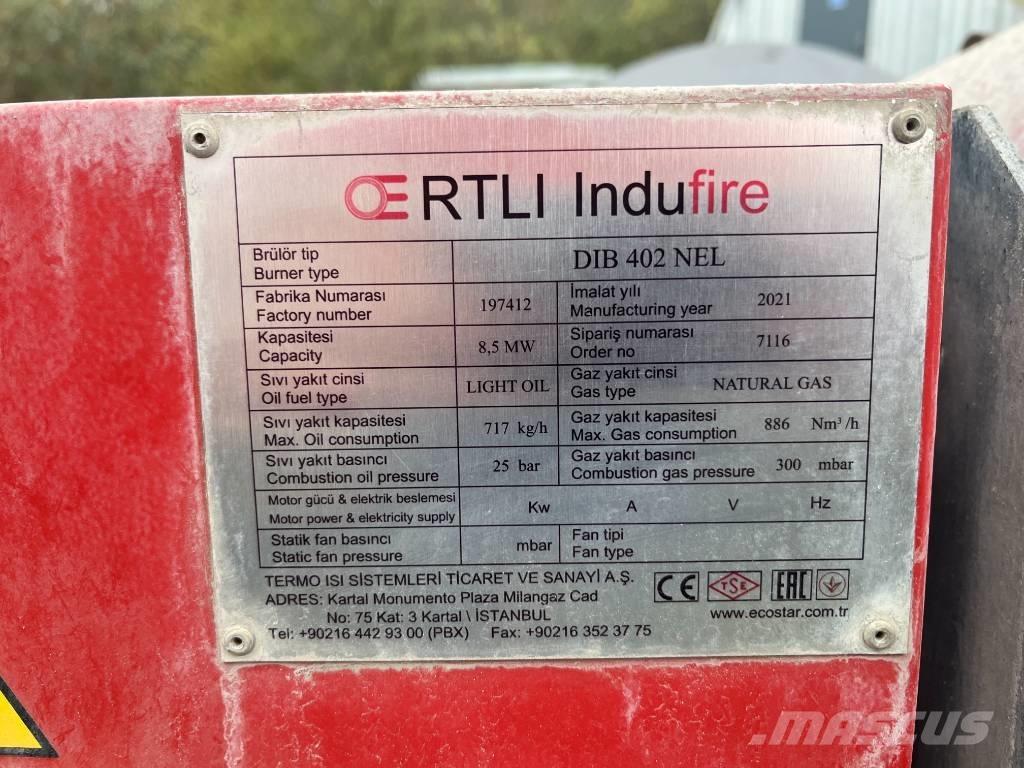 OERTLI Indufire
Brülör tip
Burner type
DIB 402 NEL
Fabrika Numarası
Factory number
197412
İmalat yılı
Manufacturing year
2021
Kapasitesi
Capacity
8,5 MW
Sipariş numarası
Order no
7116
Sıvı yakıt cinsi
Oil fuel type
LIGHT OIL
Gaz yakıt cinsi
Gas type
NATURAL GAS
Sıvı yakıt kapasitesi
Max. Oil consumption
717 kg/h
Gaz yakıt kapasitesi
Max. Gas consumption
886 Nm³/h
Sıvı yakıt basıncı
Combustion oil pressure
25 bar
Gaz yakıt basıncı
Combustion gas pressure
300 mbar
Motor gücü & elektrik beslemesi
Motor power & electricity supply
Kw A V Hz
Statik fan basıncı
Static fan pressure
mbar
Fan tipi
Fan type
TERMO ISI SİSTEMLERİ TİCARET VE SANAYİ A.Ş.
ADRES: Kartal Monumento Plaza Milangaz Cad
No: 75 Kat: 3 Kartal \ İSTANBUL
Tel: +90216 442 93 00 (PBX) Fax: +90216 352 37 75
CE TSE EAC
www.ecostar.com.tr
MASCUS